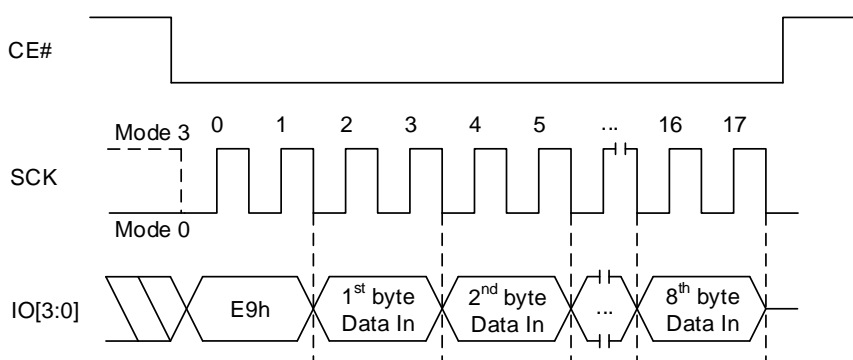 CE#
Mode 3 0 1 2 3 4 5 ... 16 17
SCK
Mode 0
IO[3:0] E9h 1st byte Data In 2nd byte Data In ... 8th byte Data In